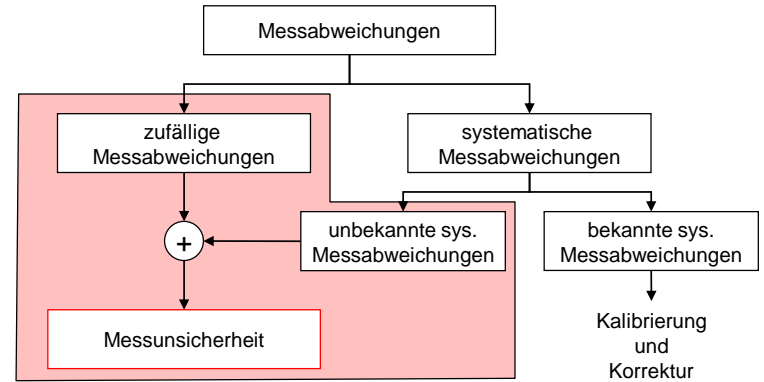 Messabweichungen
zufällige
Messabweichungen
systematische
Messabweichungen
unbekannte sys.
Messabweichungen
bekannte sys.
Messabweichungen
+
Messunsicherheit
Kalibrierung
und
Korrektur